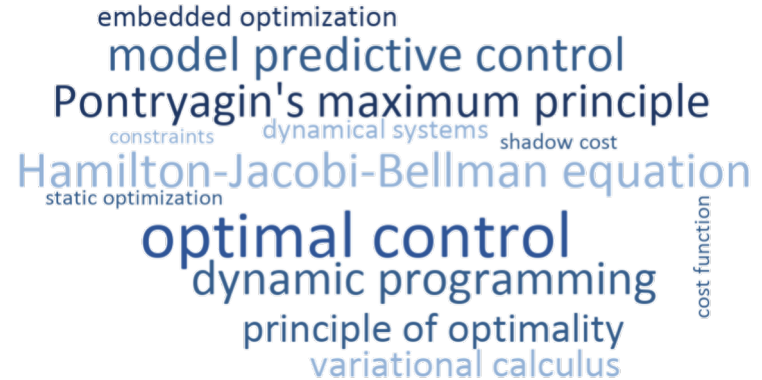 embedded optimization
model predictive control
Pontryagin's maximum principle
constraints
dynamical systems
shadow cost
Hamilton-Jacobi-Bellman equation
static optimization
cost function
optimal control
dynamic programming
principle of optimality
variational calculus